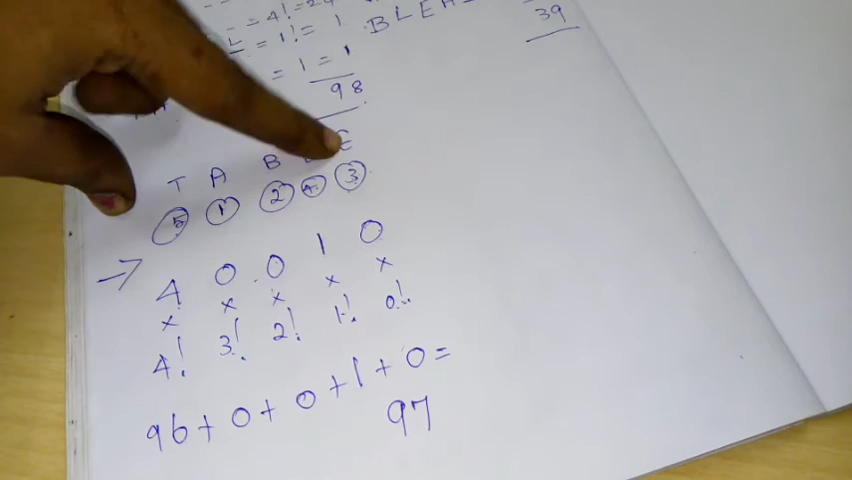 = 4! = 24
= 1! = 1
BLEA
39
= 1 = 1
98
T A B E
5 1 2 4 3
→ 4 0 0 1 0
× × × × ×
4! 3! 2! 1! 0!
96 + 0 + 0 + 1 + 0 =
97